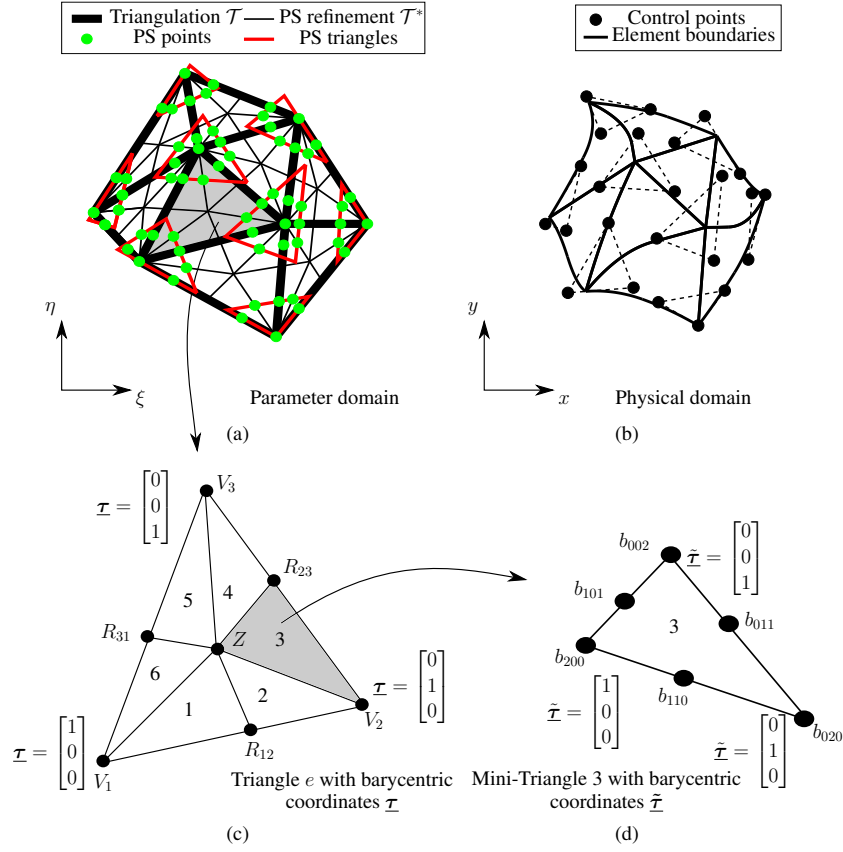 Triangulation 𝒯
PS refinement 𝒯*
PS points
PS triangles
Control points
Element boundaries
η
ξ
Parameter domain
(a)
y
x
Physical domain
(b)
τ = [0 0 1]
V3
R23
5
4
R31
Z
3
6
2
1
τ = [0 1 0]
V2
τ = [1 0 0]
R12
V1
Triangle e with barycentric
coordinates τ
(c)
b002
τ̃ = [0 0 1]
b101
3
b011
b200
b110
τ̃ = [1 0 0]
b020
τ̃ = [0 1 0]
Mini-Triangle 3 with barycentric
coordinates τ̃
(d)